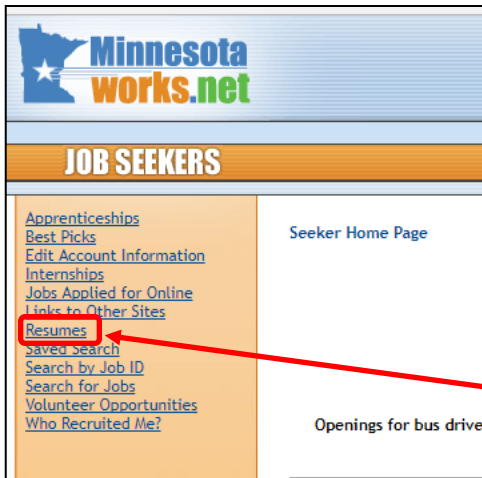 Minnesota
works.net
JOB SEEKERS
Apprenticeships
Best Picks
Edit Account Information
Internships
Jobs Applied for Online
Links to Other Sites
Resumes
Saved Search
Search by Job ID
Search for Jobs
Volunteer Opportunities
Who Recruited Me?
Seeker Home Page
Openings for bus drive